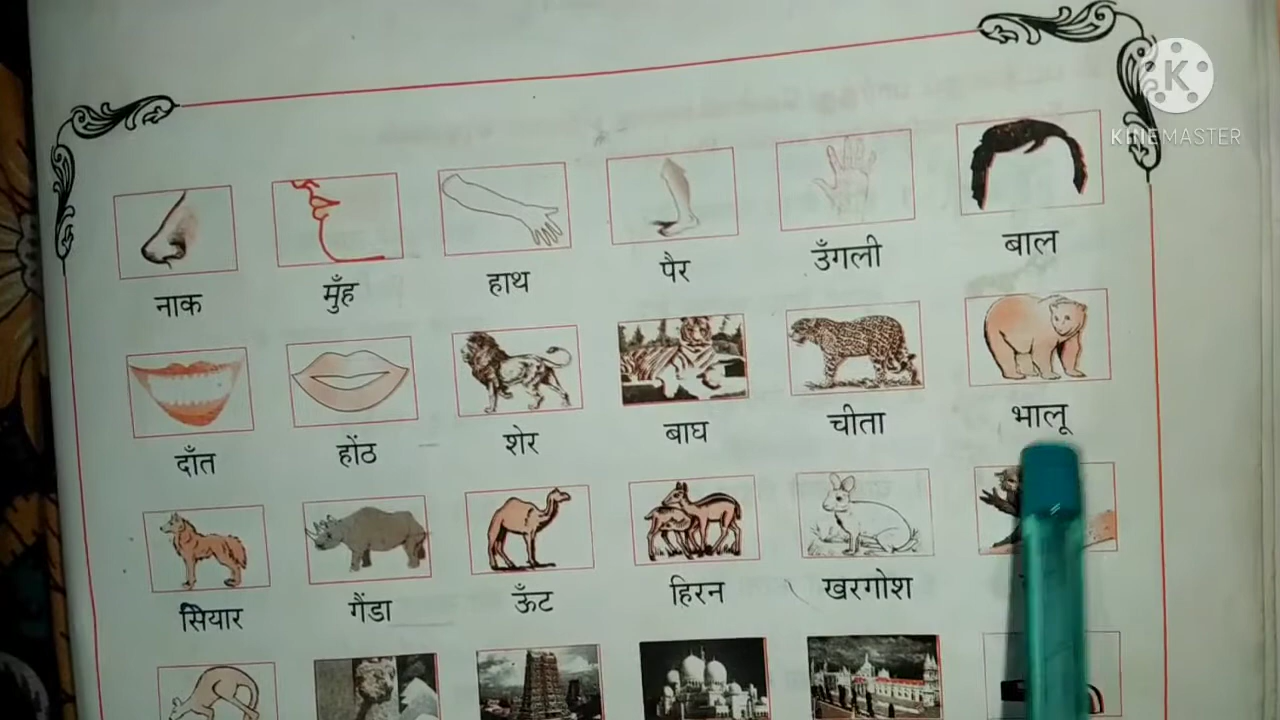 KINEMASTER
नाक मुँह हाथ पैर उँगली बाल
दाँत होंठ शेर बाघ चीता भालू
सियार गैंडा ऊँट हिरन खरगोश